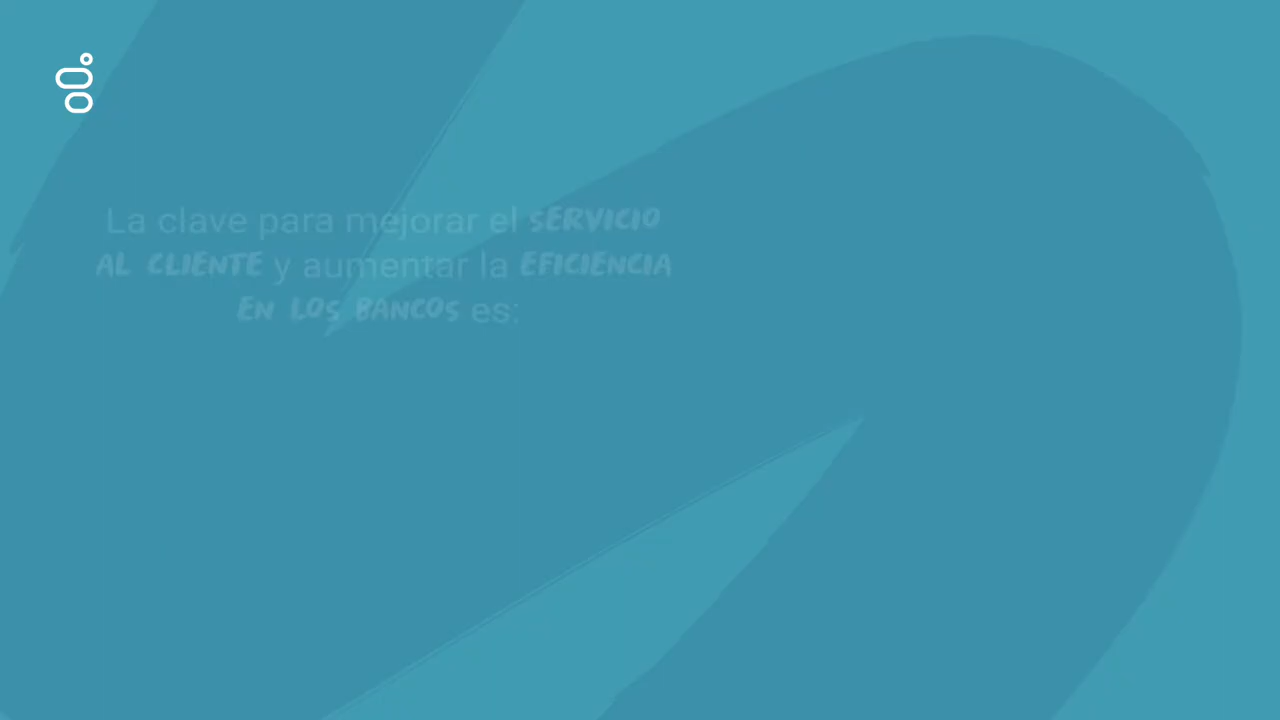 La clave para mejorar el SERVICIO
AL CLIENTE y aumentar la EFICIENCIA
EN LOS BANCOS es: